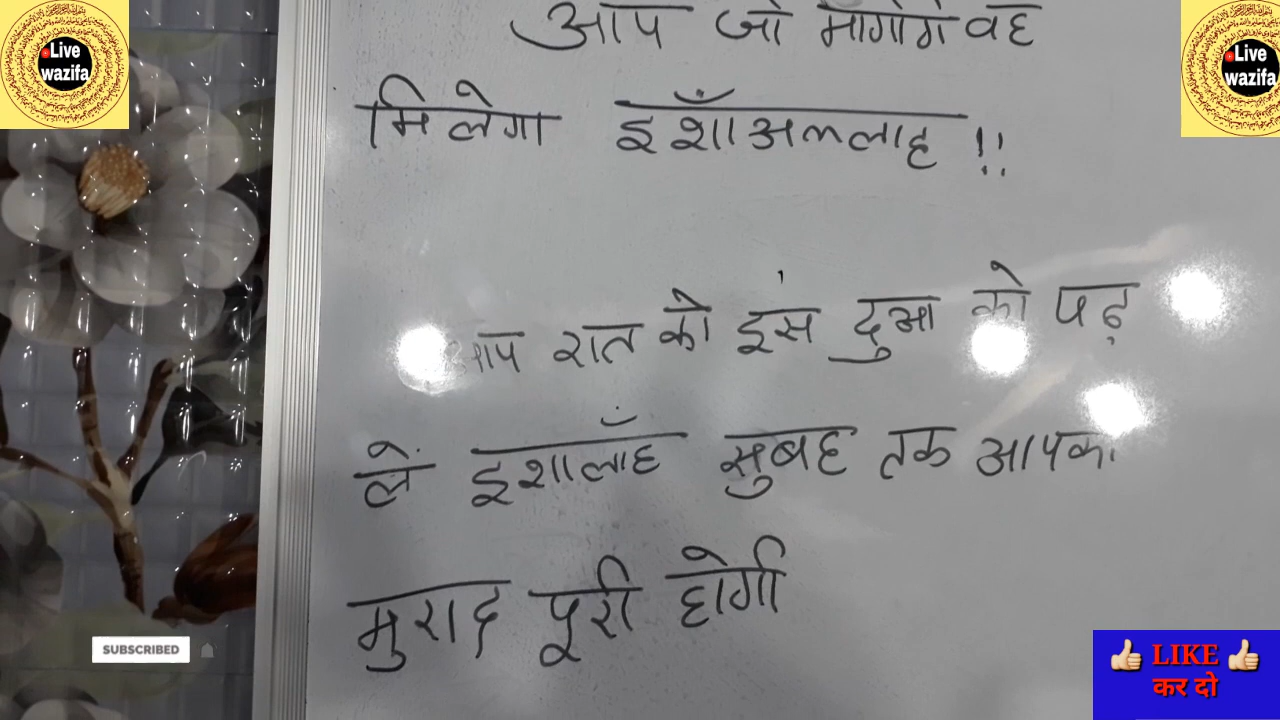 Live
wazifa
Live
wazifa
आप जो मांगोगे वह
मिलेगा इंशाअल्लाह !!
आप रात को इस दुआ को पढ़
लें इंशालाह सुबह तक आपका
मुराद पूरी होगी
SUBSCRIBED
👍 LIKE 👍
कर दो